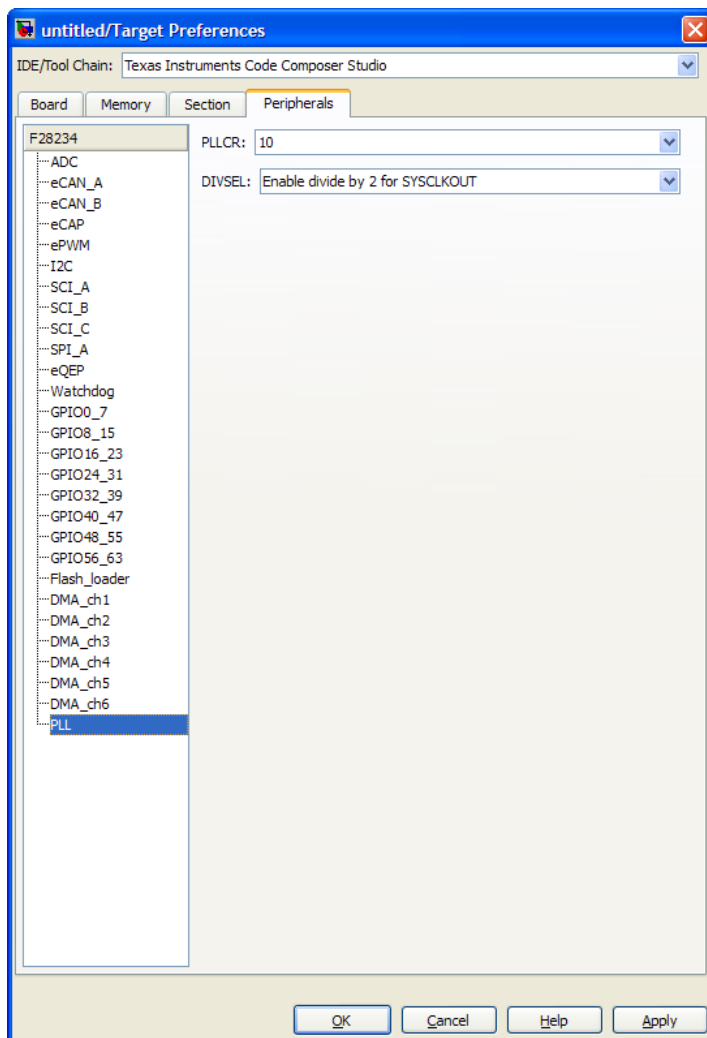 untitled/Target Preferences
IDE/Tool Chain: Texas Instruments Code Composer Studio
Board Memory Section Peripherals
F28234
PLLCR: 10
ADC
eCAN_A
DIVSEL: Enable divide by 2 for SYSCLKOUT
eCAN_B
eCAP
ePWM
I2C
SCI_A
SCI_B
SCI_C
SPI_A
eQEP
Watchdog
GPIO0_7
GPIO8_15
GPIO16_23
GPIO24_31
GPIO32_39
GPIO40_47
GPIO48_55
GPIO56_63
Flash_loader
DMA_ch1
DMA_ch2
DMA_ch3
DMA_ch4
DMA_ch5
DMA_ch6
PLL
OK Cancel Help Apply